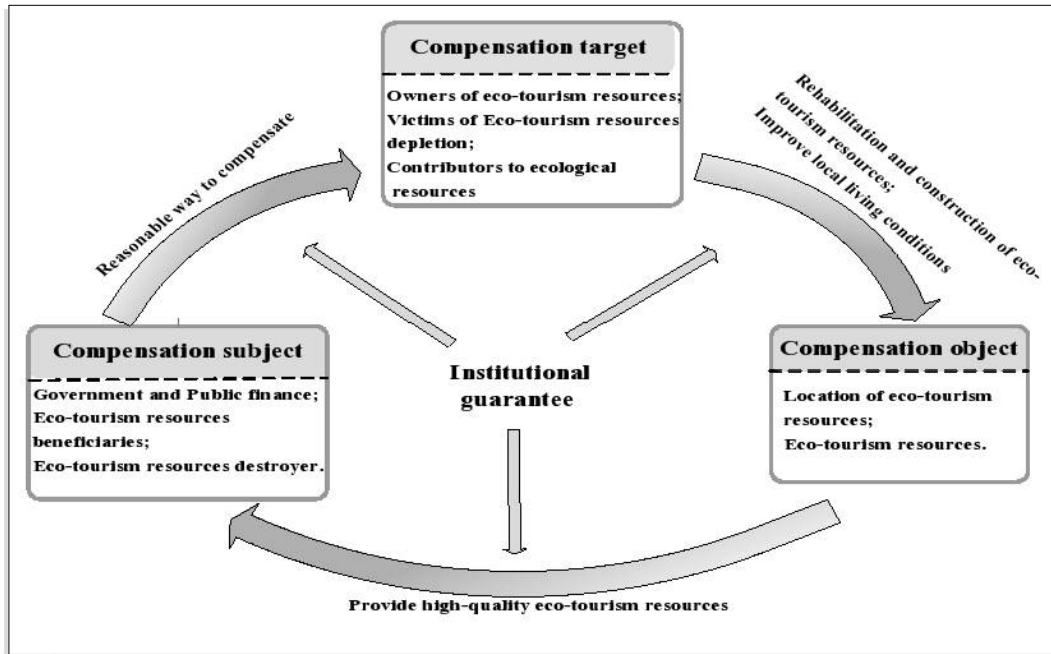 Compensation target
Owners of eco-tourism resources;
Victims of Eco-tourism resources
depletion;
Contributors to ecological
resources
Reasonable way to compensate
Rehabilitation and construction of eco-
tourism resources;
Improve local living conditions
Compensation subject
Government and Public finance;
Eco-tourism resources
beneficiaries;
Eco-tourism resources destroyer.
Institutional
guarantee
Compensation object
Location of eco-tourism
resources;
Eco-tourism resources.
Provide high-quality eco-tourism resources